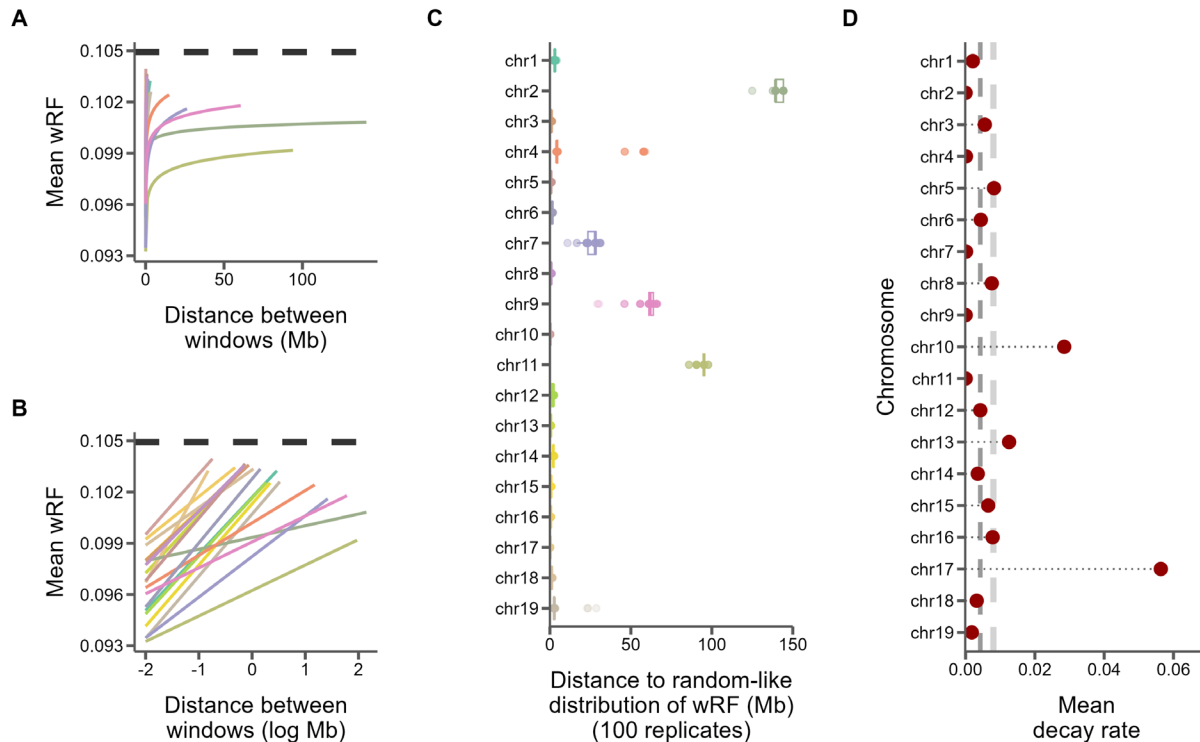 A
0.105
0.102
0.099
0.096
0.093
Mean wRF
0
50
100
Distance between
windows (Mb)
B
0.105
0.102
0.099
0.096
0.093
Mean wRF
-2
-1
0
1
2
Distance between
windows (log Mb)
C
chr1
chr2
chr3
chr4
chr5
chr6
chr7
chr8
chr9
chr10
chr11
chr12
chr13
chr14
chr15
chr16
chr17
chr18
chr19
0
50
100
150
Distance to random-like
distribution of wRF (Mb)
(100 replicates)
D
Chromosome
chr1
chr2
chr3
chr4
chr5
chr6
chr7
chr8
chr9
chr10
chr11
chr12
chr13
chr14
chr15
chr16
chr17
chr18
chr19
0.00
0.02
0.04
0.06
Mean
decay rate